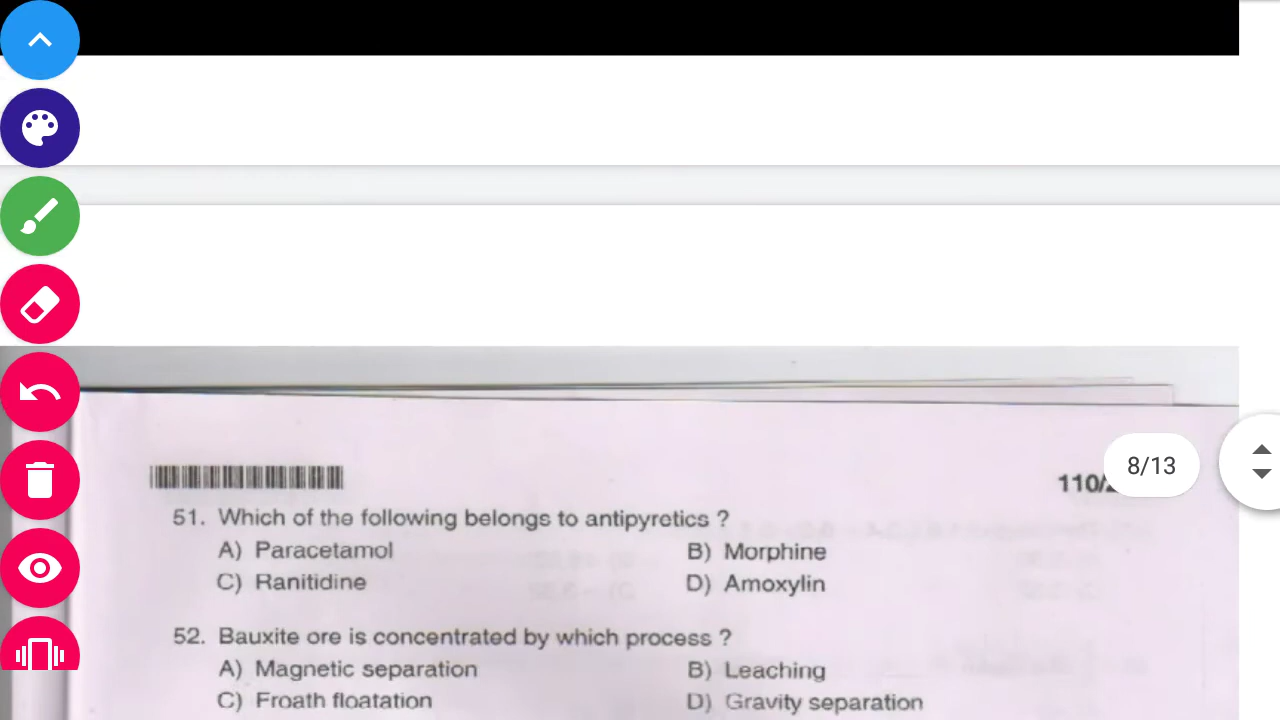 8/13
110/
51. Which of the following belongs to antipyretics ?
A) Paracetamol B) Morphine
C) Ranitidine D) Amoxylin
52. Bauxite ore is concentrated by which process ?
A) Magnetic separation B) Leaching
C) Froath floatation D) Gravity separation